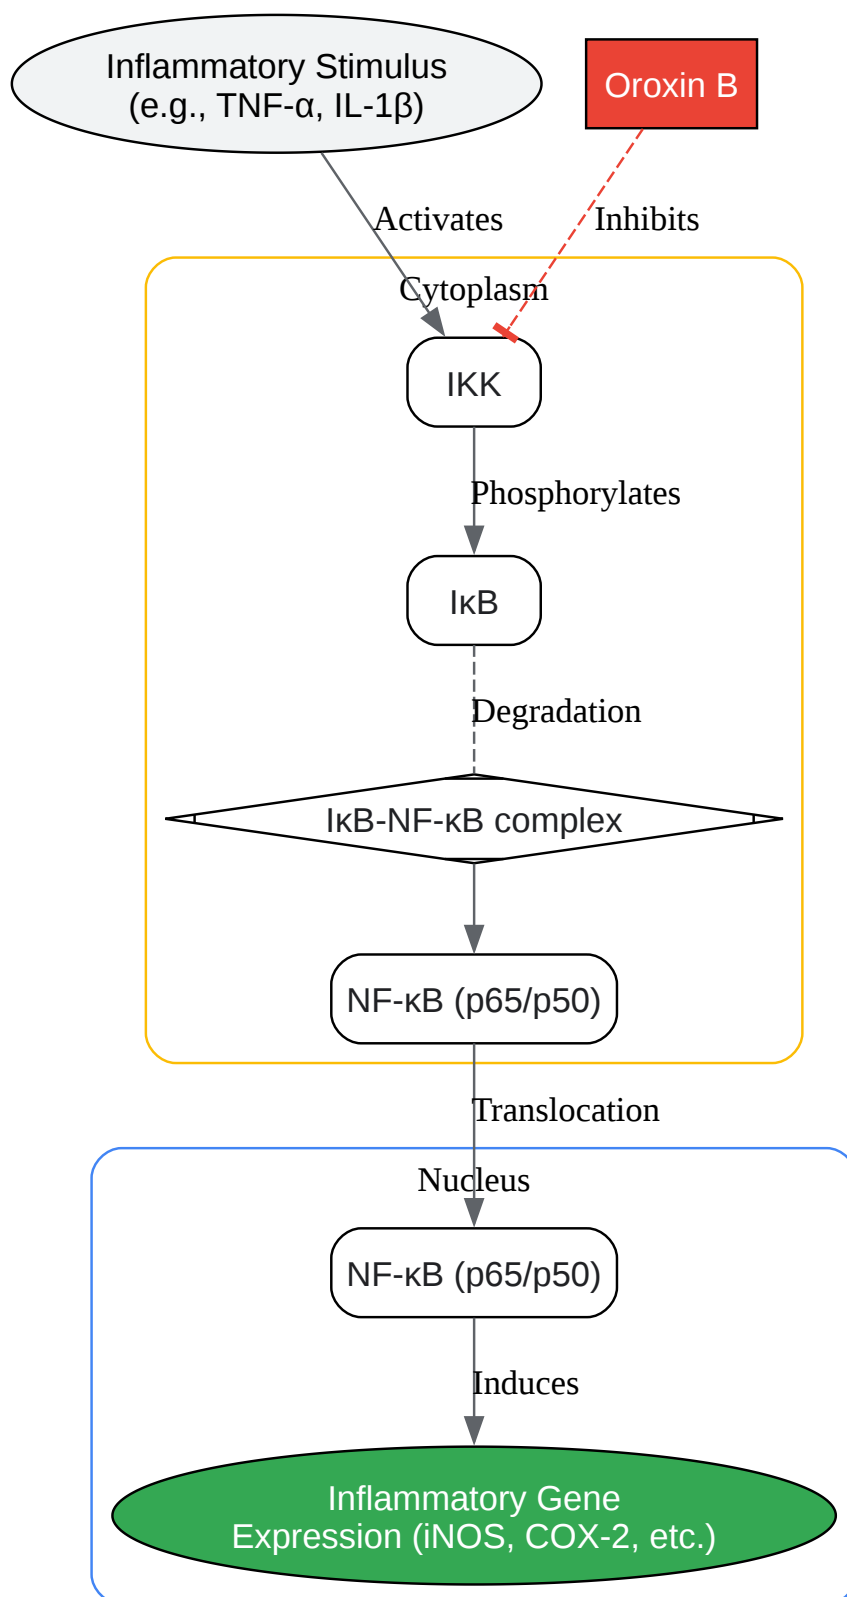 Inflammatory Stimulus
(e.g., TNF-α, IL-1β)
Oroxin B
Activates
Inhibits
Cytoplasm
IKK
Phosphorylates
IκB
Degradation
IκB-NF-κB complex
NF-κB (p65/p50)
Translocation
Nucleus
NF-κB (p65/p50)
Induces
Inflammatory Gene
Expression (iNOS, COX-2, etc.)